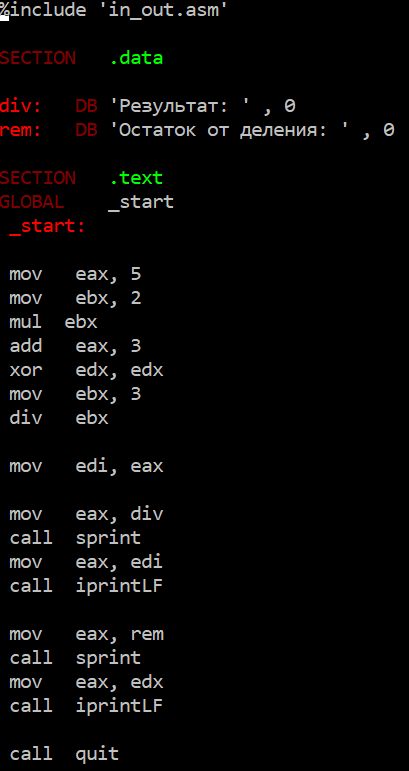 %include 'in_out.asm'
SECTION .data
div: DB 'Результат: ' , 0
rem: DB 'Остаток от деления: ' , 0
SECTION .text
GLOBAL _start
_start:
mov eax, 5
mov ebx, 2
mul ebx
add eax, 3
xor edx, edx
mov ebx, 3
div ebx
mov edi, eax
mov eax, div
call sprint
mov eax, edi
call iprintLF
mov eax, rem
call sprint
mov eax, edx
call iprintLF
call quit